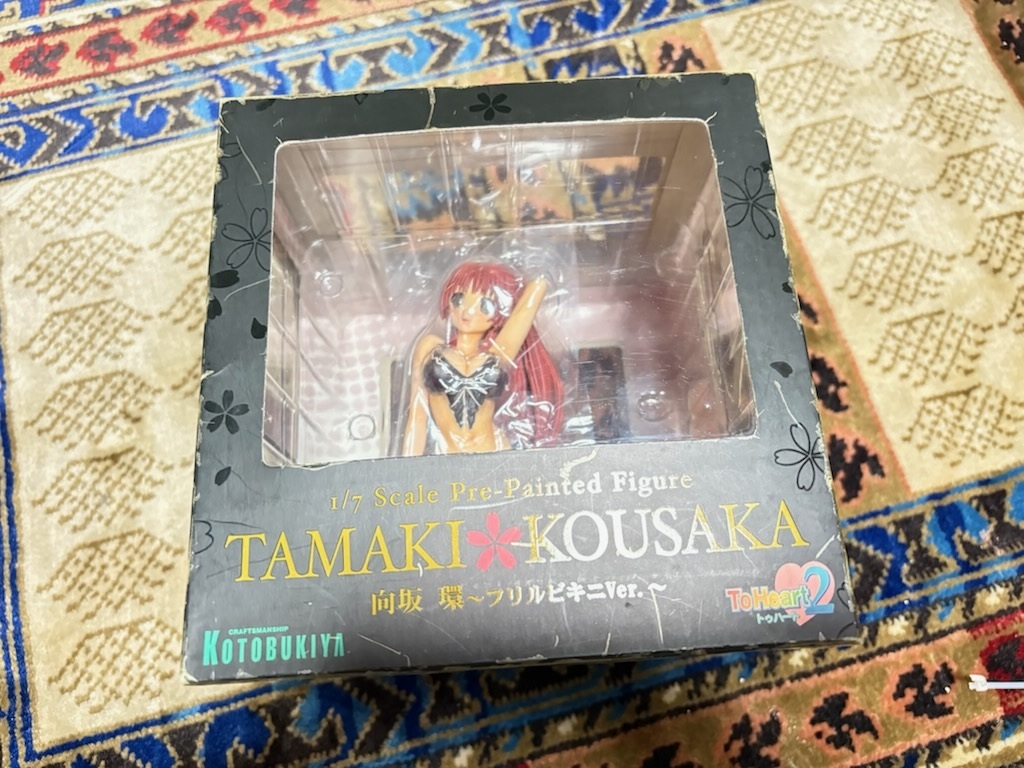 1/7 Scale Pre-Painted Figure
TAMAKI KOUSAKA
向坂 環～フリルビキニVer.～
ToHeart2
トゥハート
CRAFTSMANSHIP
KOTOBUKIYA